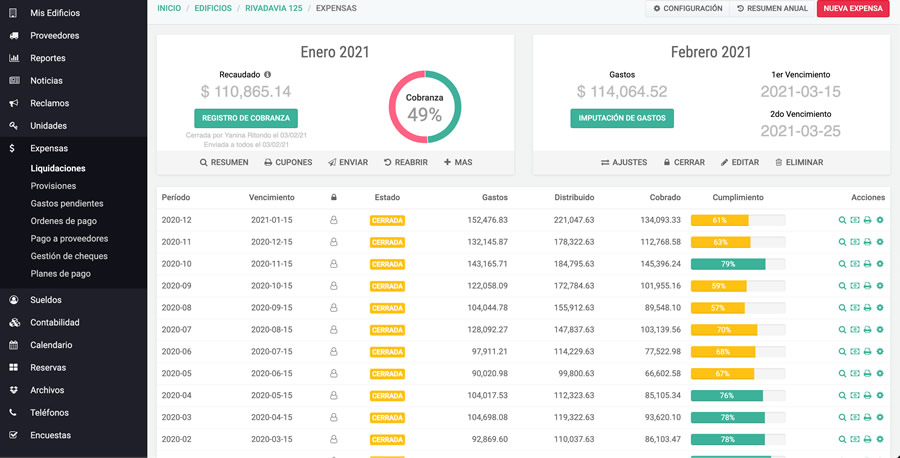 Mis Edificios
Proveedores
Reportes
Noticias
Reclamos
Unidades
Expensas
Liquidaciones
Provisiones
Gastos pendientes
Ordenes de pago
Pago a proveedores
Gestión de cheques
Planes de pago
Sueldos
Contabilidad
Calendario
Reservas
Archivos
Teléfonos
Encuestas
INICIO / EDIFICIOS / RIVADAVIA 125 / EXPENSAS
CONFIGURACIÓN RESUMEN ANUAL NUEVA EXPENSA
Enero 2021
Recaudado
$ 110,865.14
REGISTRO DE COBRANZA
Cerrada por Yanina Ritondo el 03/02/21
Enviada a todos el 03/02/21
Cobranza
49%
RESUMEN CUPONES ENVIAR REABRIR MAS
Febrero 2021
Gastos
$ 114,064.52
IMPUTACIÓN DE GASTOS
1er Vencimiento
2021-03-15
2do Vencimiento
2021-03-25
AJUSTES CERRAR EDITAR ELIMINAR
Período Vencimiento Estado Gastos Distribuido Cobrado Cumplimiento Acciones
2020-12 2021-01-15 CERRADA 152,476.83 221,047.63 134,093.33 61%
2020-11 2020-12-15 CERRADA 132,145.87 178,322.63 112,768.58 63%
2020-10 2020-11-15 CERRADA 143,165.71 184,795.63 145,396.24 79%
2020-09 2020-10-15 CERRADA 122,058.09 172,784.63 101,955.16 59%
2020-08 2020-09-15 CERRADA 104,044.78 155,912.63 89,548.10 57%
2020-07 2020-08-15 CERRADA 128,092.27 147,837.63 103,139.56 70%
2020-06 2020-07-15 CERRADA 97,911.21 114,229.63 77,522.98 68%
2020-05 2020-06-15 CERRADA 90,020.98 99,800.63 66,602.58 67%
2020-04 2020-05-15 CERRADA 104,017.53 112,323.63 85,105.34 76%
2020-03 2020-04-15 CERRADA 104,698.08 119,322.63 93,620.10 78%
2020-02 2020-03-15 CERRADA 92,869.60 110,037.63 86,103.47 78%